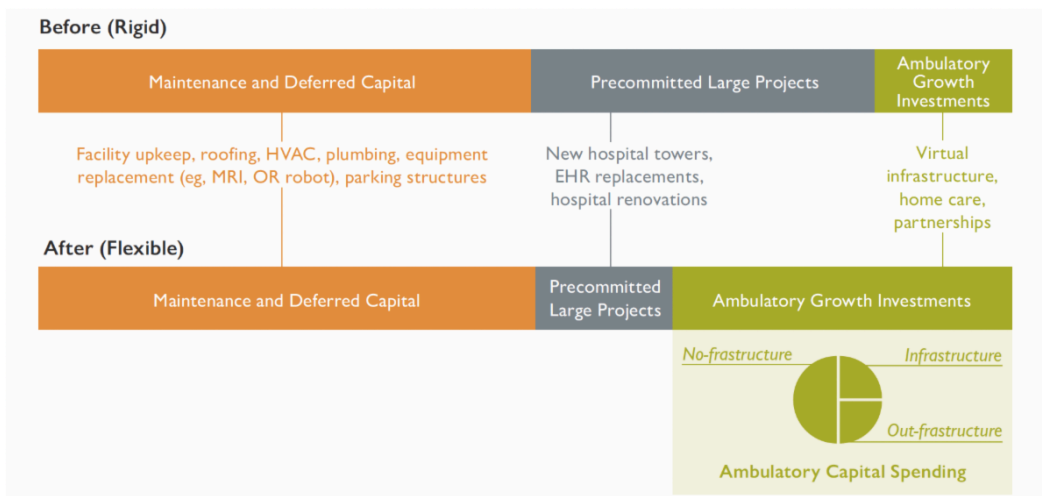 Before (Rigid)
Maintenance and Deferred Capital
Precommitted Large Projects
Ambulatory
Growth
Investments
Facility upkeep, roofing, HVAC, plumbing, equipment
replacement (eg, MRI, OR robot), parking structures
New hospital towers,
EHR replacements,
hospital renovations
Virtual
infrastructure,
home care,
partnerships
After (Flexible)
Maintenance and Deferred Capital
Precommitted
Large Projects
Ambulatory Growth Investments
No-frastructure
Infrastructure
Out-frastructure
Ambulatory Capital Spending